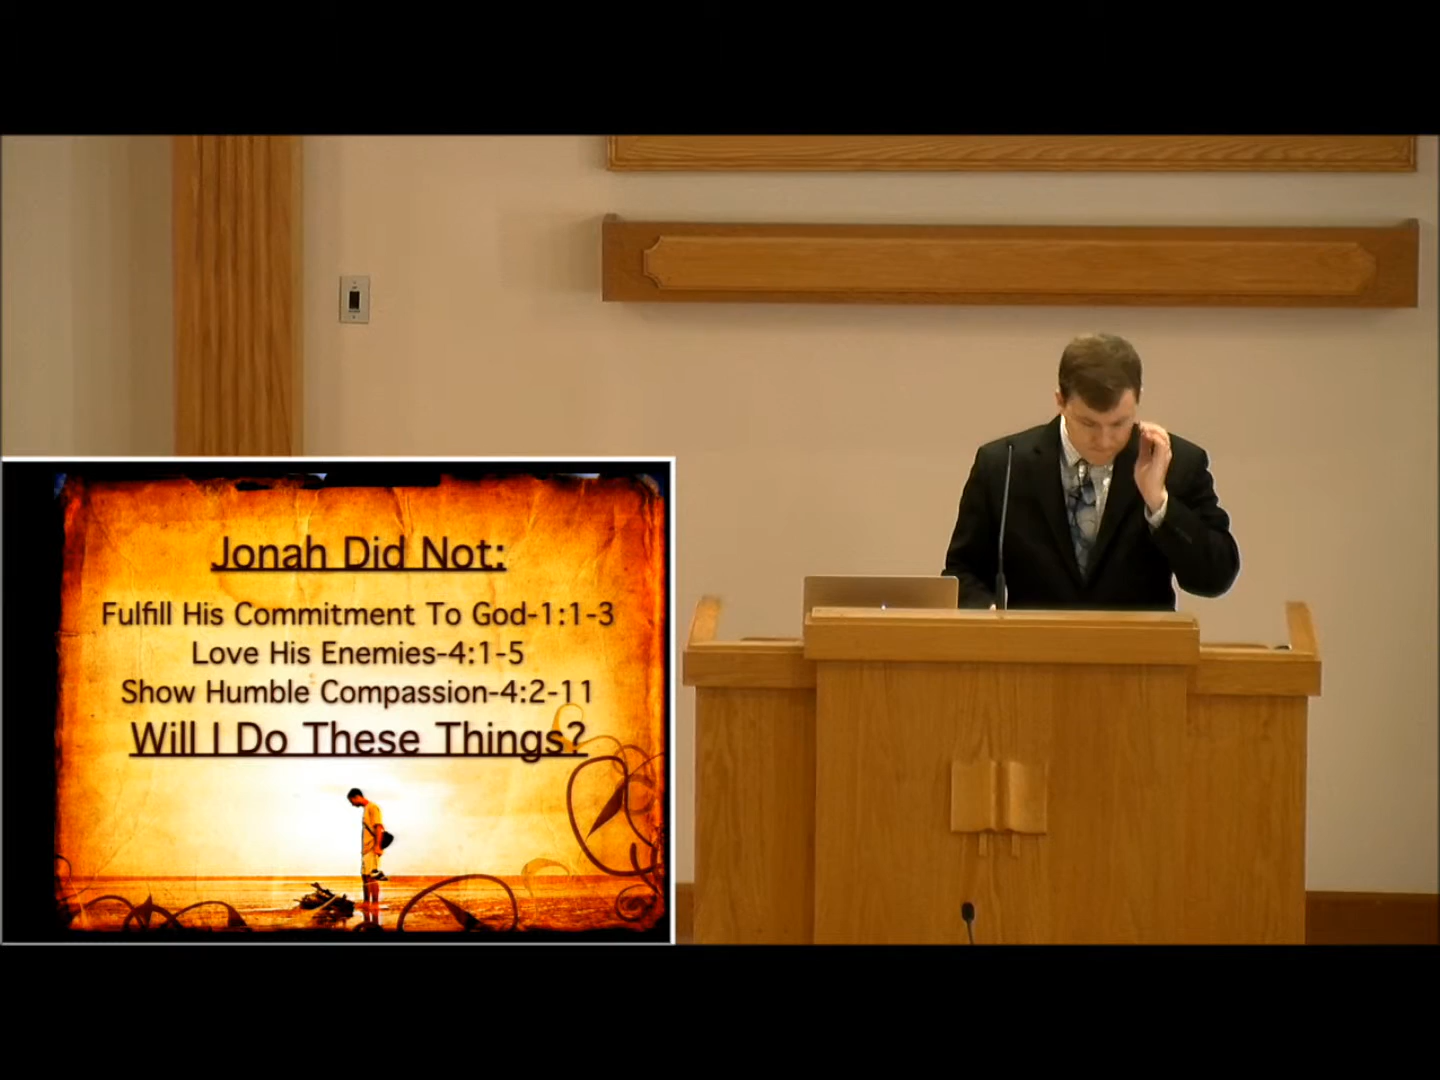 Jonah Did Not:
Fulfill His Commitment To God-1:1-3
Love His Enemies-4:1-5
Show Humble Compassion-4:2-11
Will I Do These Things?